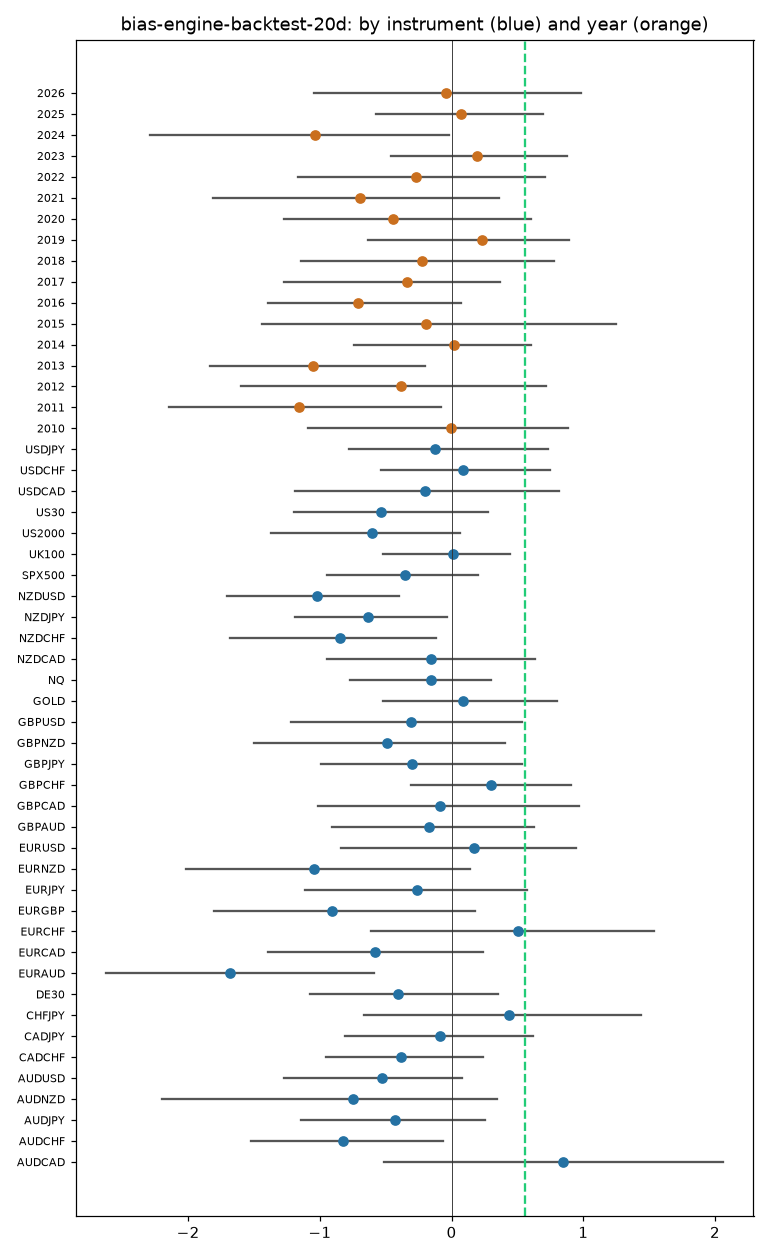 bias-engine-backtest-20d: by instrument (blue) and year (orange)
2026
2025
2024
2023
2022
2021
2020
2019
2018
2017
2016
2015
2014
2013
2012
2011
2010
USDJPY
USDCHF
USDCAD
US30
US2000
UK100
SPX500
NZDUSD
NZDJPY
NZDCHF
NZDCAD
NQ
GOLD
GBPUSD
GBPNZD
GBPJPY
GBPCHF
GBPCAD
GBPAUD
EURUSD
EURNZD
EURJPY
EURGBP
EURCHF
EURCAD
EURAUD
DE30
CHFJPY
CADJPY
CADCHF
AUDUSD
AUDNZD
AUDJPY
AUDCHF
AUDCAD
−2 −1 0 1 2